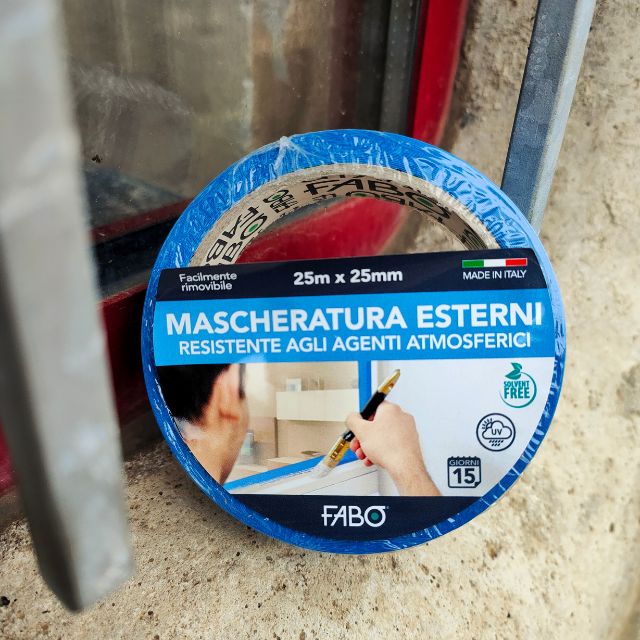 FABO
Facilmente
rimovibile
25m x 25mm
MADE IN ITALY
MASCHERATURA ESTERNI
RESISTENTE AGLI AGENTI ATMOSFERICI
SOLVENT
FREE
UV
GIORNI
15
FABO